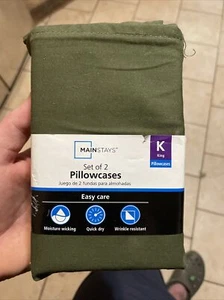 MAINSTAYS
K
King
Set of 2
Pillowcases
Pillowcases
Juego de 2 fundas para almohadas
Easy care
Moisture wicking
Quick dry
Wrinkle resistant